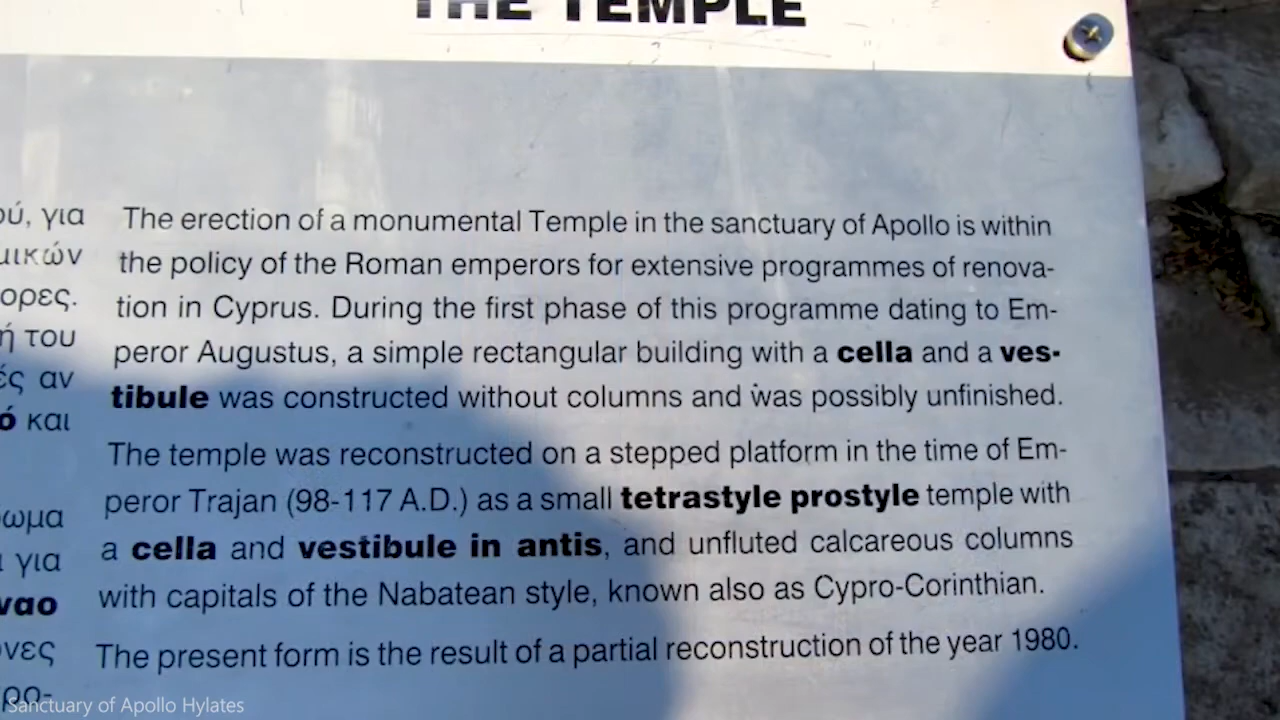 THE TEMPLE
ού, για
μικών
ορες.
ή του
ές αν
ό και
ωμα
για
ναο
νες
ρο-
The erection of a monumental Temple in the sanctuary of Apollo is within
the policy of the Roman emperors for extensive programmes of renova-
tion in Cyprus. During the first phase of this programme dating to Em-
peror Augustus, a simple rectangular building with a cella and a ves-
tibule was constructed without columns and was possibly unfinished.
The temple was reconstructed on a stepped platform in the time of Em-
peror Trajan (98-117 A.D.) as a small tetrastyle prostyle temple with
a cella and vestibule in antis, and unfluted calcareous columns
with capitals of the Nabatean style, known also as Cypro-Corinthian.
The present form is the result of a partial reconstruction of the year 1980.
Sanctuary of Apollo Hylates